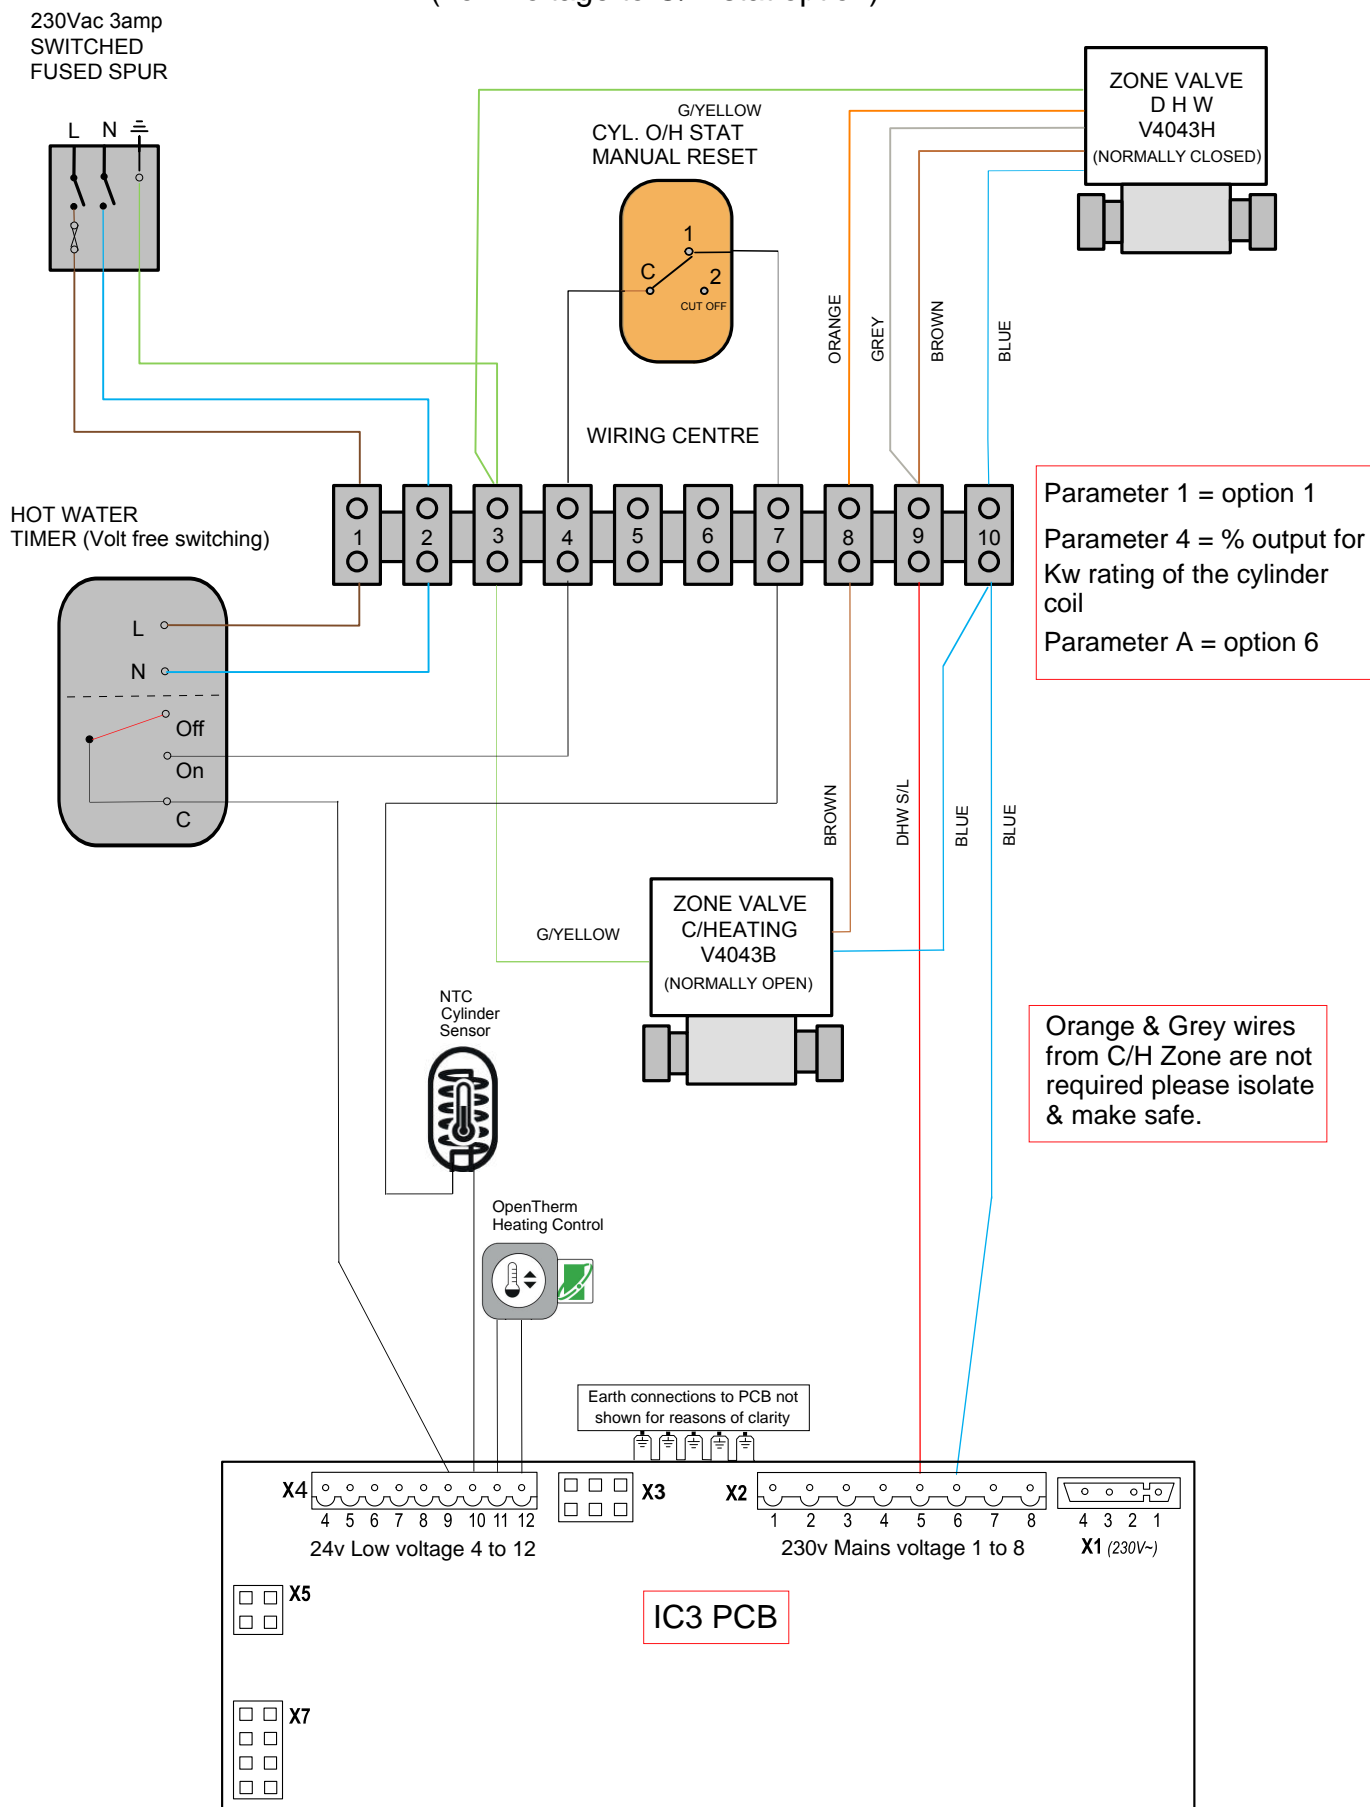 230Vac 3amp
SWITCHED
FUSED SPUR
L N
G/YELLOW
CYL. O/H STAT
MANUAL RESET
1
C
2
CUT OFF
ZONE VALVE
D H W
V4043H
(NORMALLY CLOSED)
ORANGE
GREY
BROWN
BLUE
WIRING CENTRE
1 2 3 4 5 6 7 8 9 10
Parameter 1 = option 1
Parameter 4 = % output for
Kw rating of the cylinder
coil
Parameter A = option 6
HOT WATER
TIMER (Volt free switching)
L
N
Off
On
C
BROWN
DHW S/L
BLUE
BLUE
ZONE VALVE
C/HEATING
V4043B
(NORMALLY OPEN)
G/YELLOW
NTC
Cylinder
Sensor
Orange & Grey wires
from C/H Zone are not
required please isolate
& make safe.
OpenTherm
Heating Control
Earth connections to PCB not
shown for reasons of clarity
X4
4 5 6 7 8 9 10 11 12
24v Low voltage 4 to 12
X3
X2
1 2 3 4 5 6 7 8
230v Mains voltage 1 to 8
4 3 2 1
X1 (230V~)
X5
IC3 PCB
X7